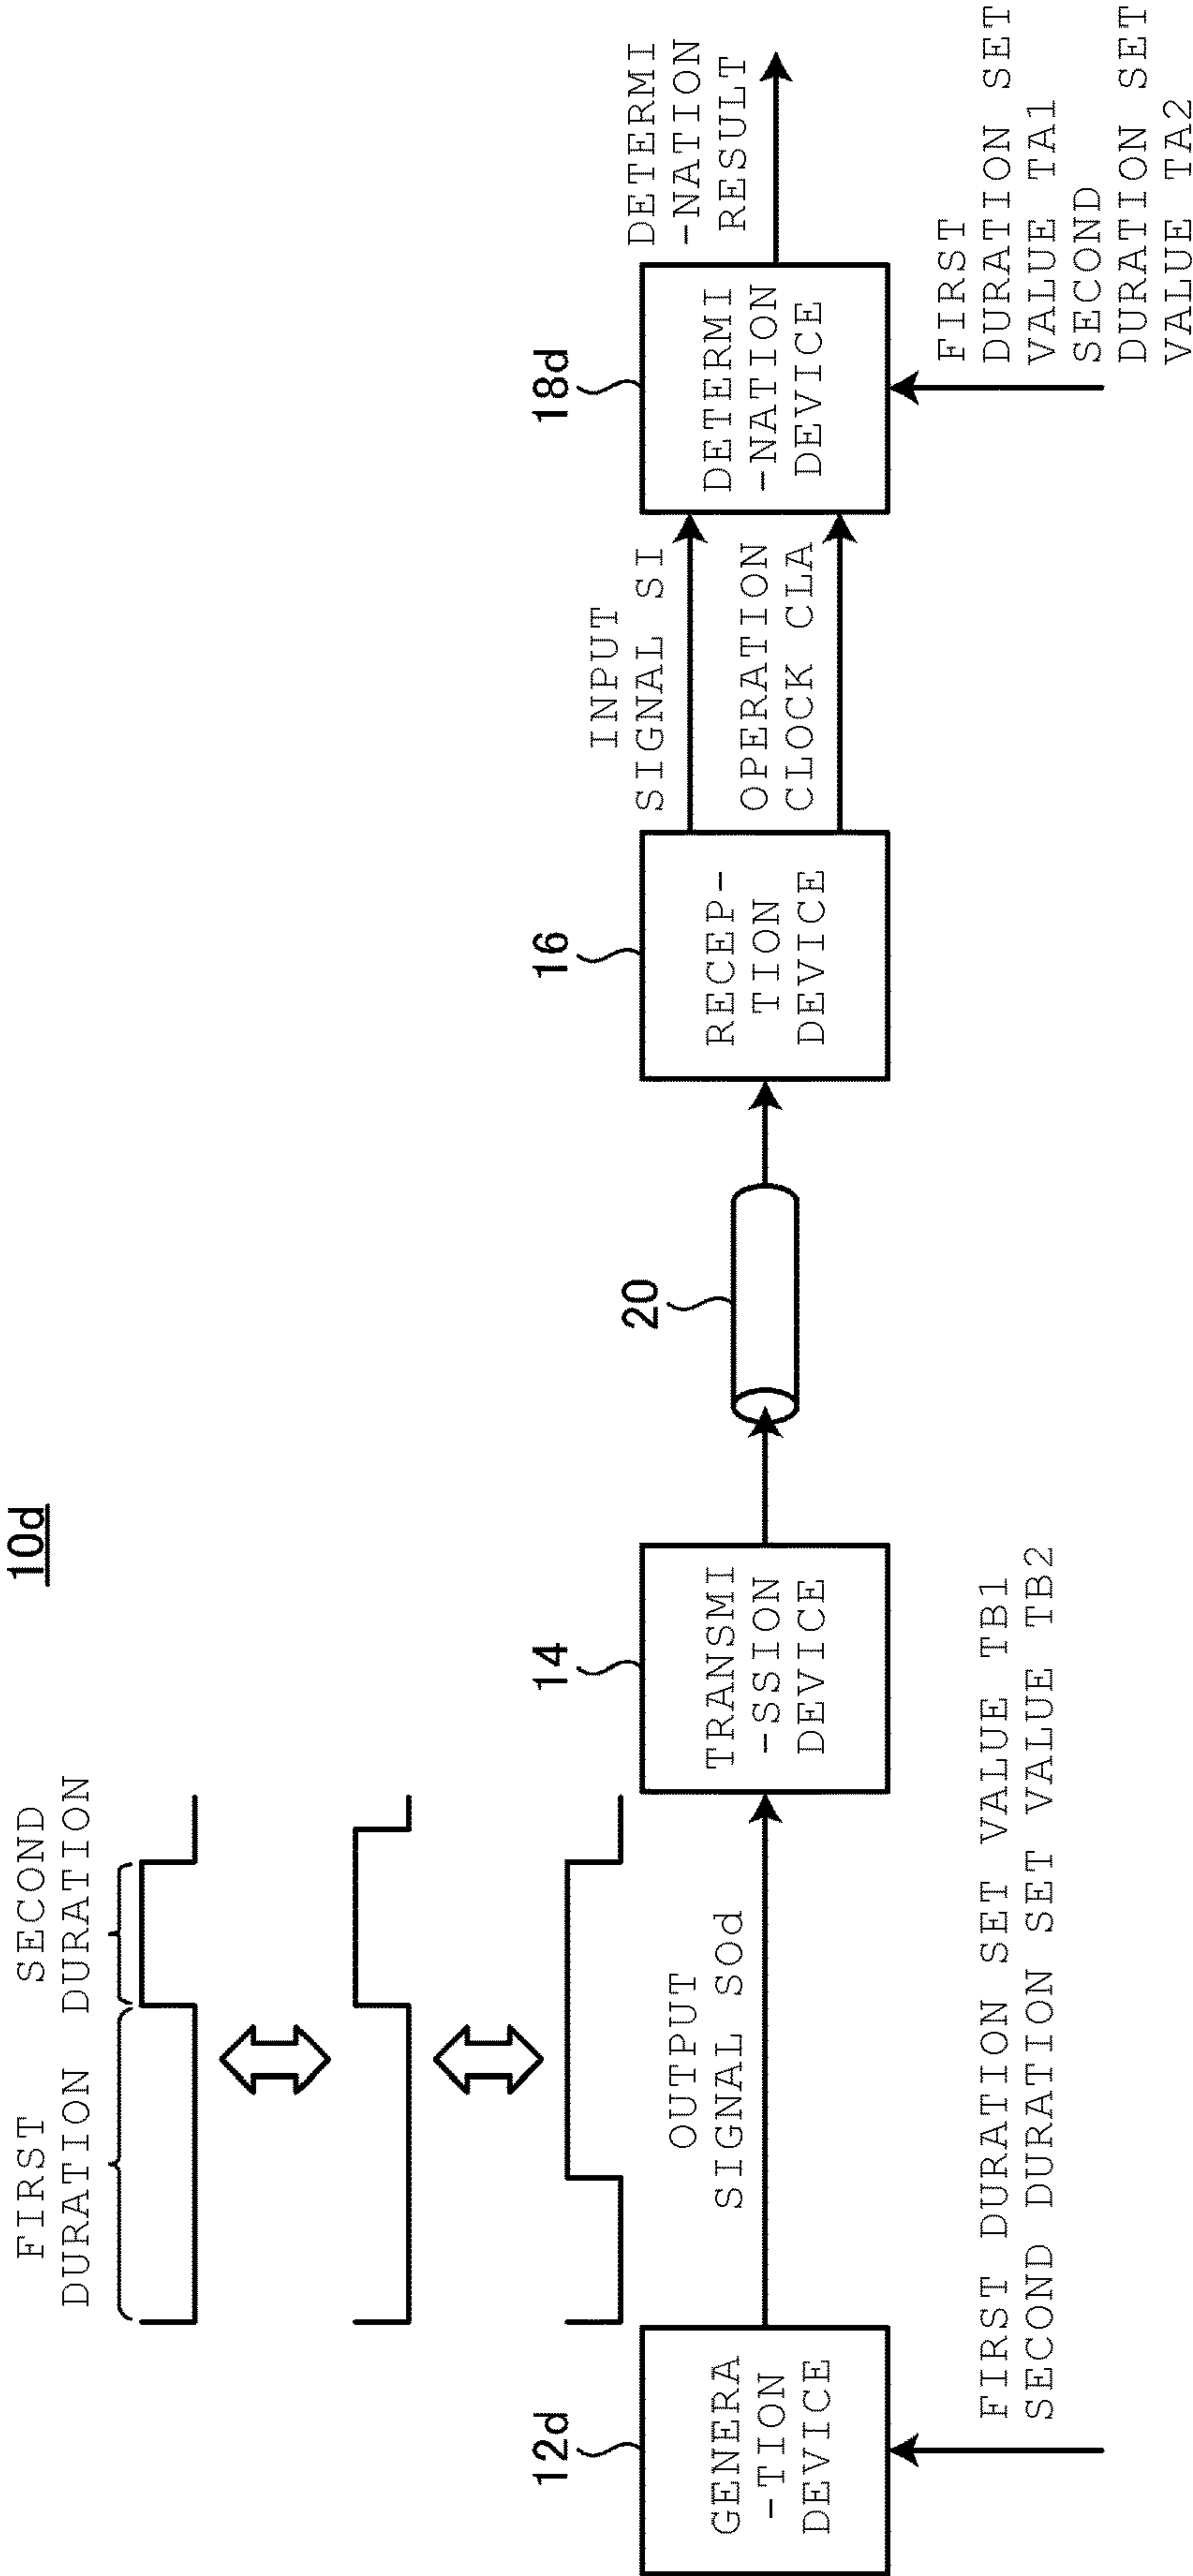 10d
FIRST
DURATION
SECOND
DURATION
12d
GENERA
-TION
DEVICE
FIRST DURATION SET VALUE TB1
SECOND DURATION SET VALUE TB2
OUTPUT
SIGNAL SOd
14
TRANSMI
-SSION
DEVICE
20
16
RECEP-
TION
DEVICE
INPUT
SIGNAL SI
OPERATION
CLOCK CLA
18d
DETERMI
-NATION
DEVICE
FIRST
DURATION SET
VALUE TA1
SECOND
DURATION SET
VALUE TA2
DETERMI
-NATION
RESULT